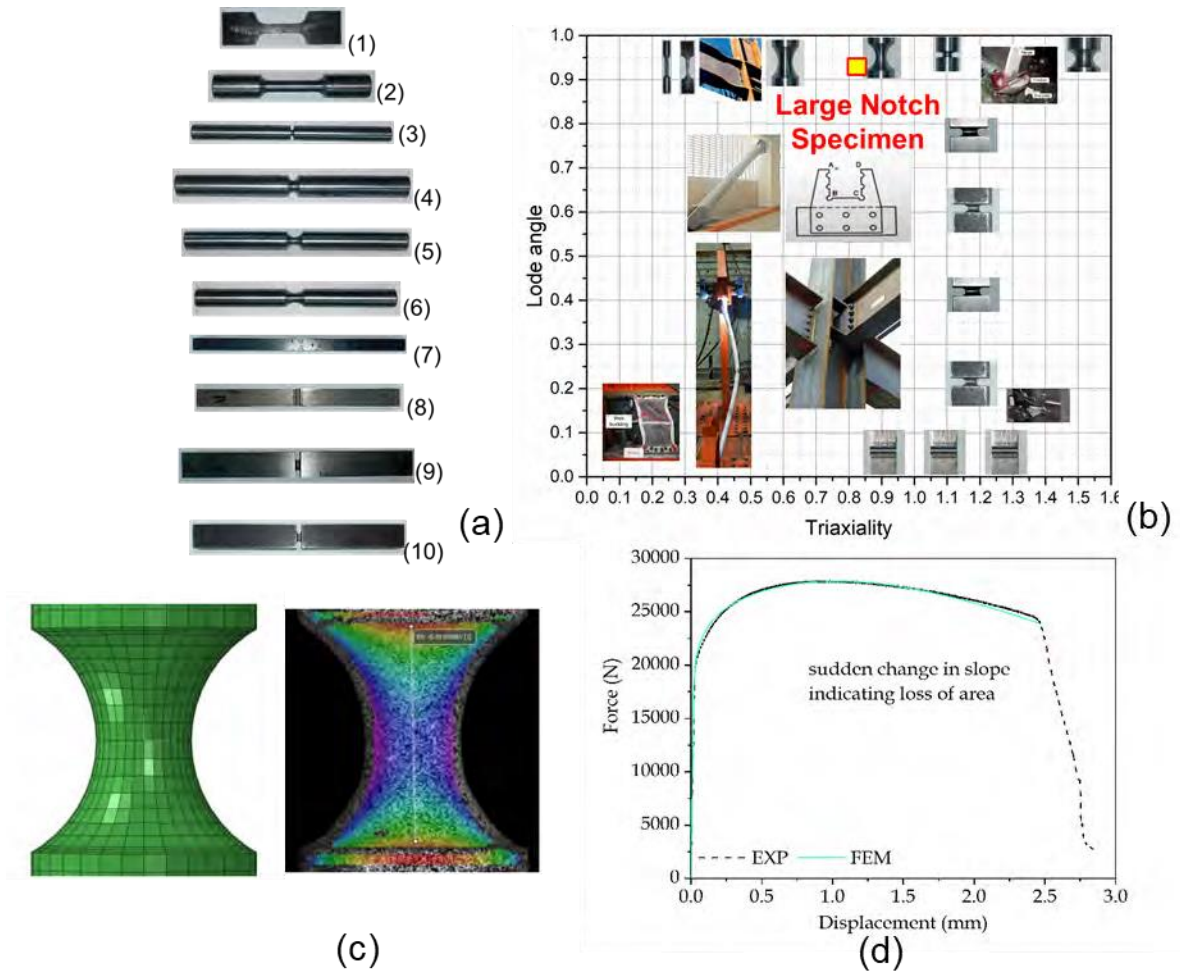 (1)
(2)
(3)
(4)
(5)
(6)
(7)
(8)
(9)
(10)
(a)
1.0
0.9
0.8
0.7
0.6
0.5
0.4
0.3
0.2
0.1
0.0
Lode angle
Large Notch
Specimen
A
D
B
C
0.0 0.1 0.2 0.3 0.4 0.5 0.6 0.7 0.8 0.9 1.0 1.1 1.2 1.3 1.4 1.5 1.6
Triaxiality
(b)
(c)
30000
25000
20000
15000
10000
5000
0
Force (N)
sudden change in slope
indicating loss of area
EXP FEM
0.0 0.5 1.0 1.5 2.0 2.5 3.0
Displacement (mm)
(d)